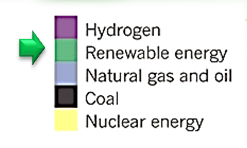 Hydrogen
Renewable energy
Natural gas and oil
Coal
Nuclear energy